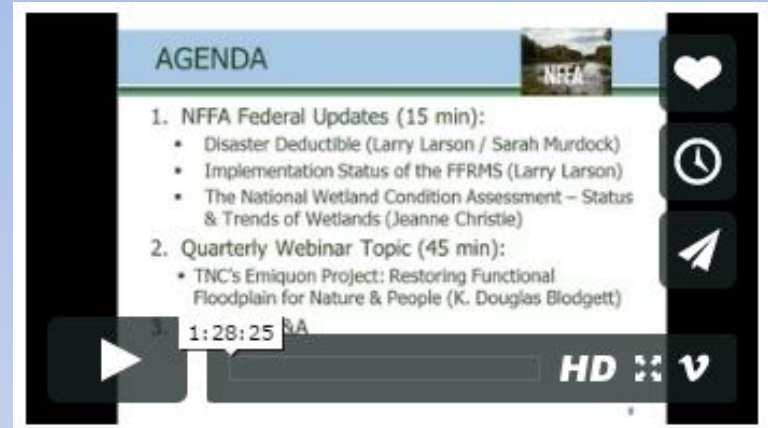 AGENDA
NFFA
1. NFFA Federal Updates (15 min):
▪ Disaster Deductible (Larry Larson / Sarah Murdock)
▪ Implementation Status of the FFRMS (Larry Larson)
▪ The National Wetland Condition Assessment – Status
& Trends of Wetlands (Jeanne Christie)
2. Quarterly Webinar Topic (45 min):
▪ TNC's Emiquon Project: Restoring Functional
Floodplain for Nature & People (K. Douglas Blodgett)
3. &A
1:28:25
HD